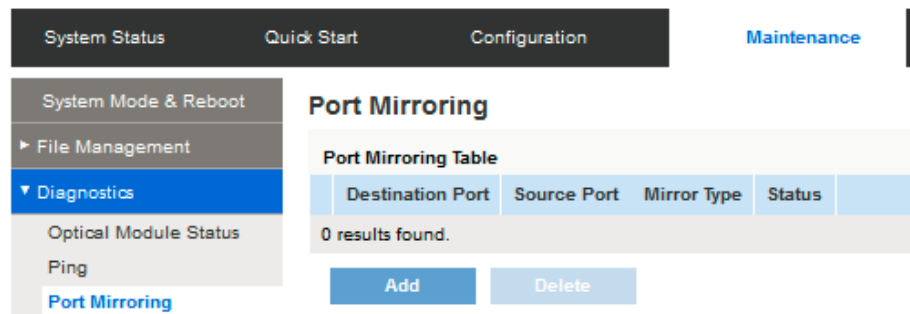 System Status Quick Start Configuration Maintenance
System Mode & Reboot
File Management
Diagnostics
Optical Module Status
Ping
Port Mirroring
Port Mirroring
Port Mirroring Table
Destination Port Source Port Mirror Type Status
0 results found.
Add Delete